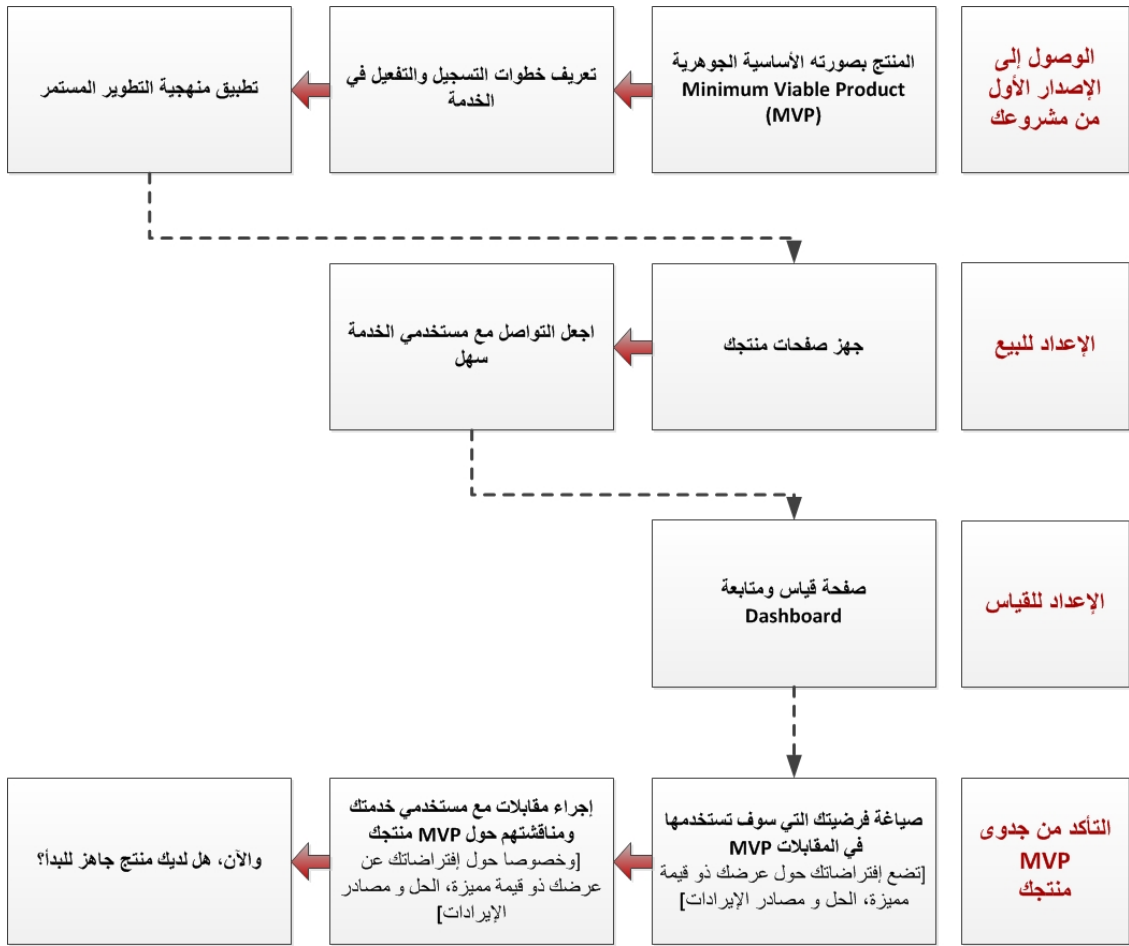 الوصول إلى
الإصدار الأول
من مشروعك
المنتج بصورته الأساسية الجوهرية
Minimum Viable Product
(MVP)
تعريف خطوات التسجيل والتفعيل في
الخدمة
تطبيق منهجية التطوير المستمر
الإعداد للبيع
جهز صفحات منتجك
اجعل التواصل مع مستخدمي الخدمة
سهل
الإعداد للقياس
صفحة قياس ومتابعة
Dashboard
التأكد من جدوى
MVP
منتجك
صياغة فرضيتك التي سوف تستخدمها
في المقابلات MVP
[تضع إفتراضاتك حول عرضك ذو قيمة
مميزة، الحل و مصادر الإيرادات]
إجراء مقابلات مع مستخدمي خدمتك
ومناقشتهم حول MVP منتجك
[وخصوصا حول إفتراضاتك عن
عرضك ذو قيمة مميزة، الحل و مصادر
الإيرادات]
والآن، هل لديك منتج جاهز للبدأ؟